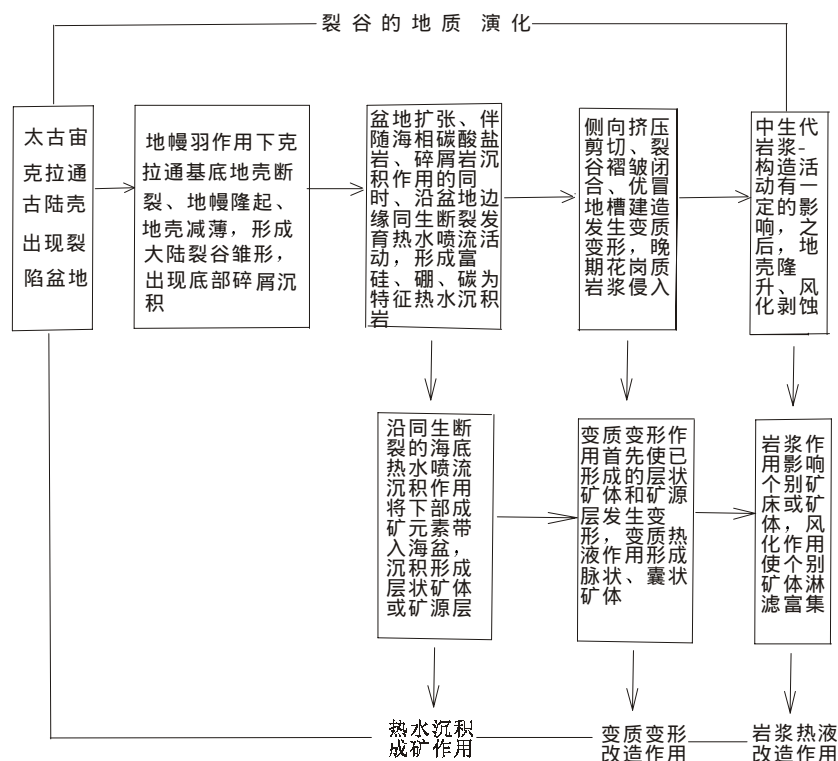 裂谷的地质 演化
太古宙
克拉通
古陆壳
出现裂
陷盆地
地幔羽作用下克
拉通基底地壳断
裂、地幔隆起、
地壳减薄，形成
大陆裂谷雏形，
出现底部碎屑沉
积
盆地扩张、伴
随海相碳酸盐
岩、碎屑岩沉
积作用的同
时、沿盆地边
缘同生断裂发
育热水喷流活
动，形成富
硅、硼、碳为
特征热水沉积
岩
侧向挤压
剪切、裂
谷褶皱闭
合、优冒
地槽建造
发生变质
变形，晚
期花岗质
岩浆侵入
中生代
岩浆-
构造活
动有一
定的影
响，之
后，地
壳隆
升、风
化剥蚀
沿同生断
裂的海底
热水喷流
沉积作用
将下部成
矿元素带
入海盆，
沉积形成
层状矿体
或矿源层
变质变形作
用首先使已
形成的层状
矿体和矿源
层发生变
形，变质热
液作用形成
脉状、囊状
矿体
岩浆作
用影响
个别矿
床或矿
体，风
化作用
使个别
矿体淋
滤富集
热水沉积
成矿作用
变质变形
改造作用
岩浆热液
改造作用